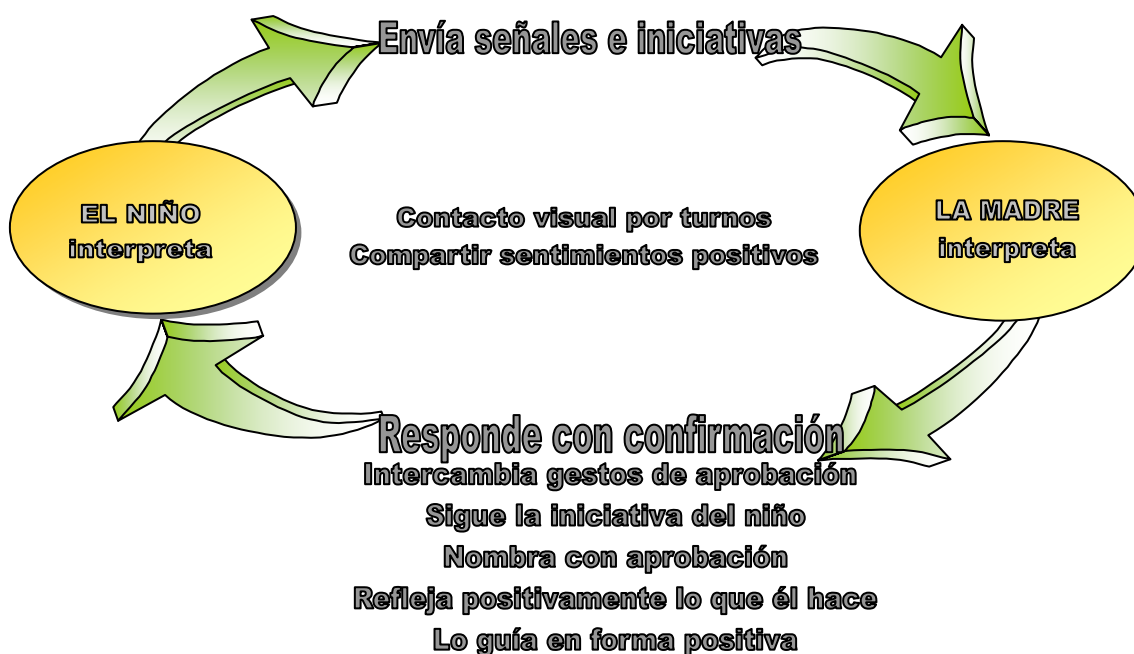 Envía señales e iniciativas
EL NIÑO
interpreta
Contacto visual por turnos
Compartir sentimientos positivos
LA MADRE
interpreta
Responde con confirmación
Intercambia gestos de aprobación
Sigue la iniciativa del niño
Nombra con aprobación
Refleja positivamente lo que él hace
Lo guía en forma positiva